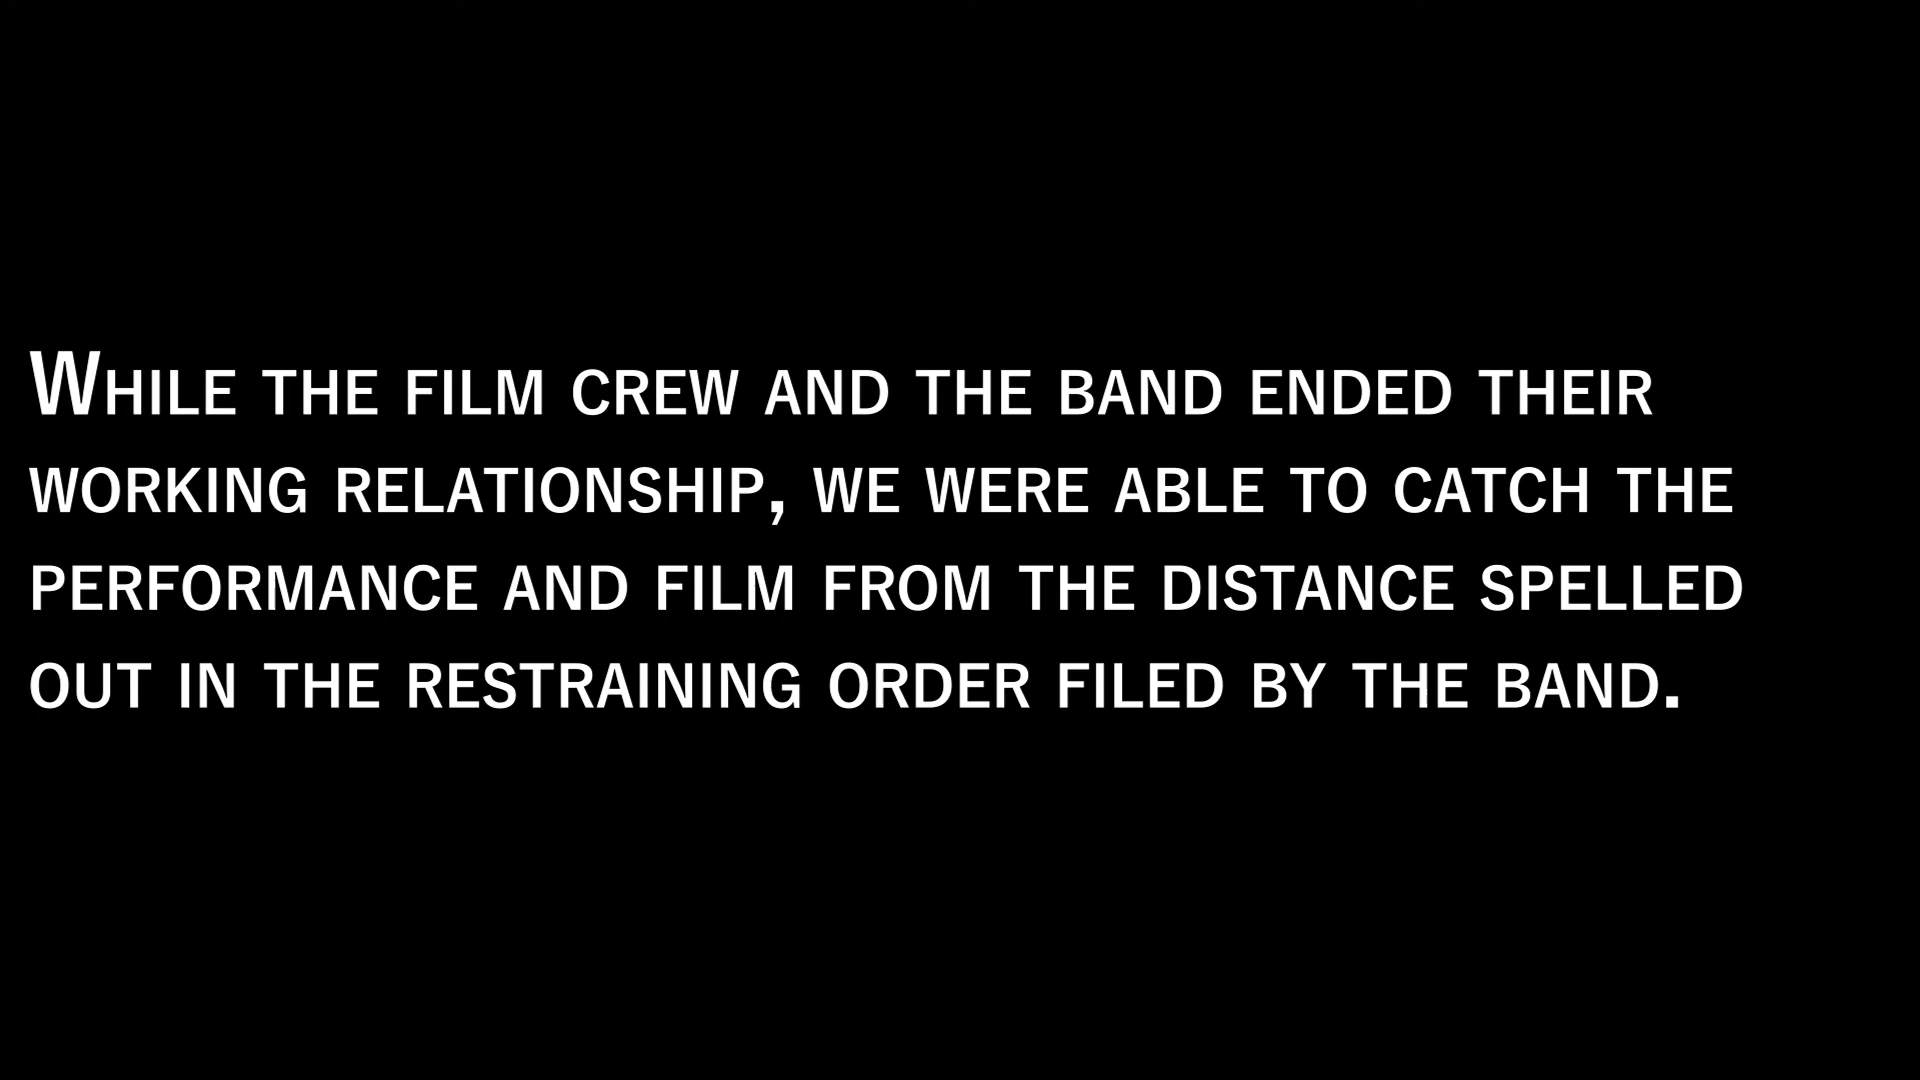 While the film crew and the band ended their
working relationship, we were able to catch the
performance and film from the distance spelled
out in the restraining order filed by the band.